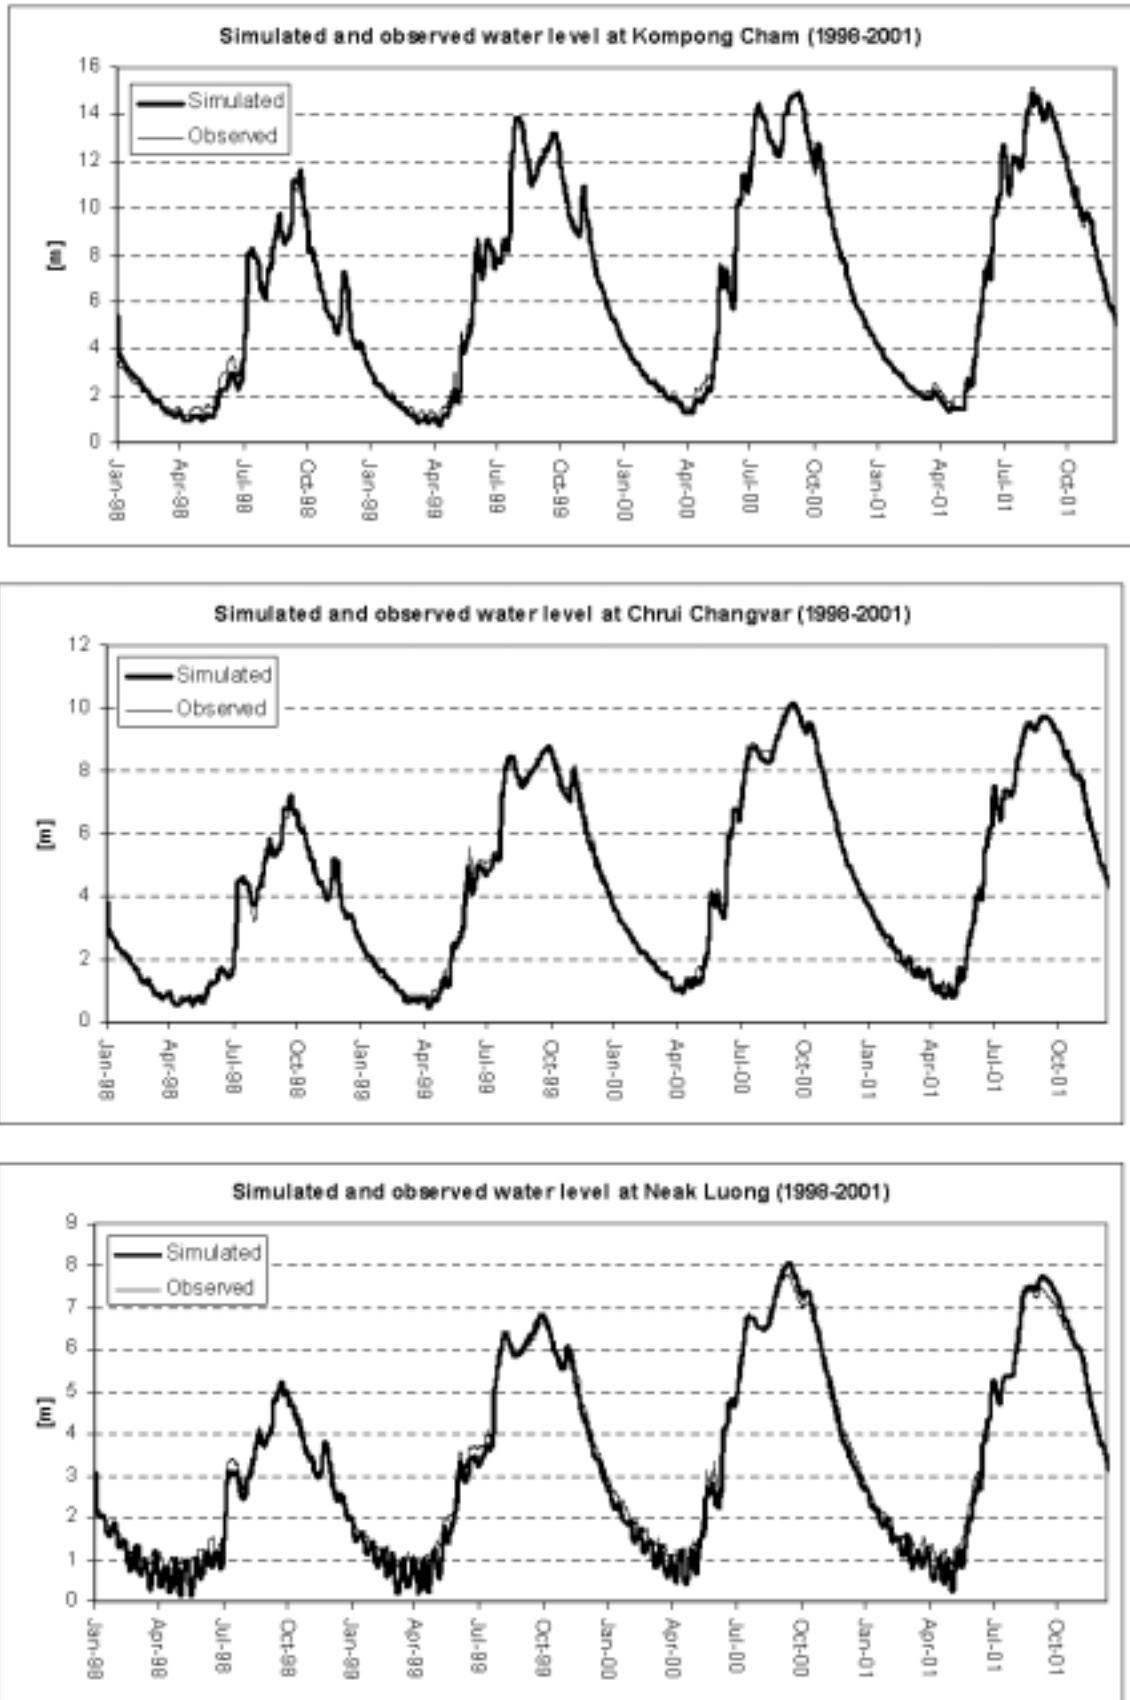 Simulated and observed water level at Kompong Cham (1998-2001)
16
14
12
10
8
6
4
2
0
[m]
Simulated
Observed
Jan-98
Apr-98
Jul-98
Oct-98
Jan-99
Apr-99
Jul-99
Oct-99
Jan-00
Apr-00
Jul-00
Oct-00
Jan-01
Apr-01
Jul-01
Oct-01
Simulated and observed water level at Chrui Changvar (1998-2001)
12
10
8
6
4
2
0
[m]
Simulated
Observed
Jan-98
Apr-98
Jul-98
Oct-98
Jan-99
Apr-99
Jul-99
Oct-99
Jan-00
Apr-00
Jul-00
Oct-00
Jan-01
Apr-01
Jul-01
Oct-01
Simulated and observed water level at Neak Luong (1998-2001)
9
8
7
6
5
4
3
2
1
0
[m]
Simulated
Observed
Jan-98
Apr-98
Jul-98
Oct-98
Jan-99
Apr-99
Jul-99
Oct-99
Jan-00
Apr-00
Jul-00
Oct-00
Jan-01
Apr-01
Jul-01
Oct-01